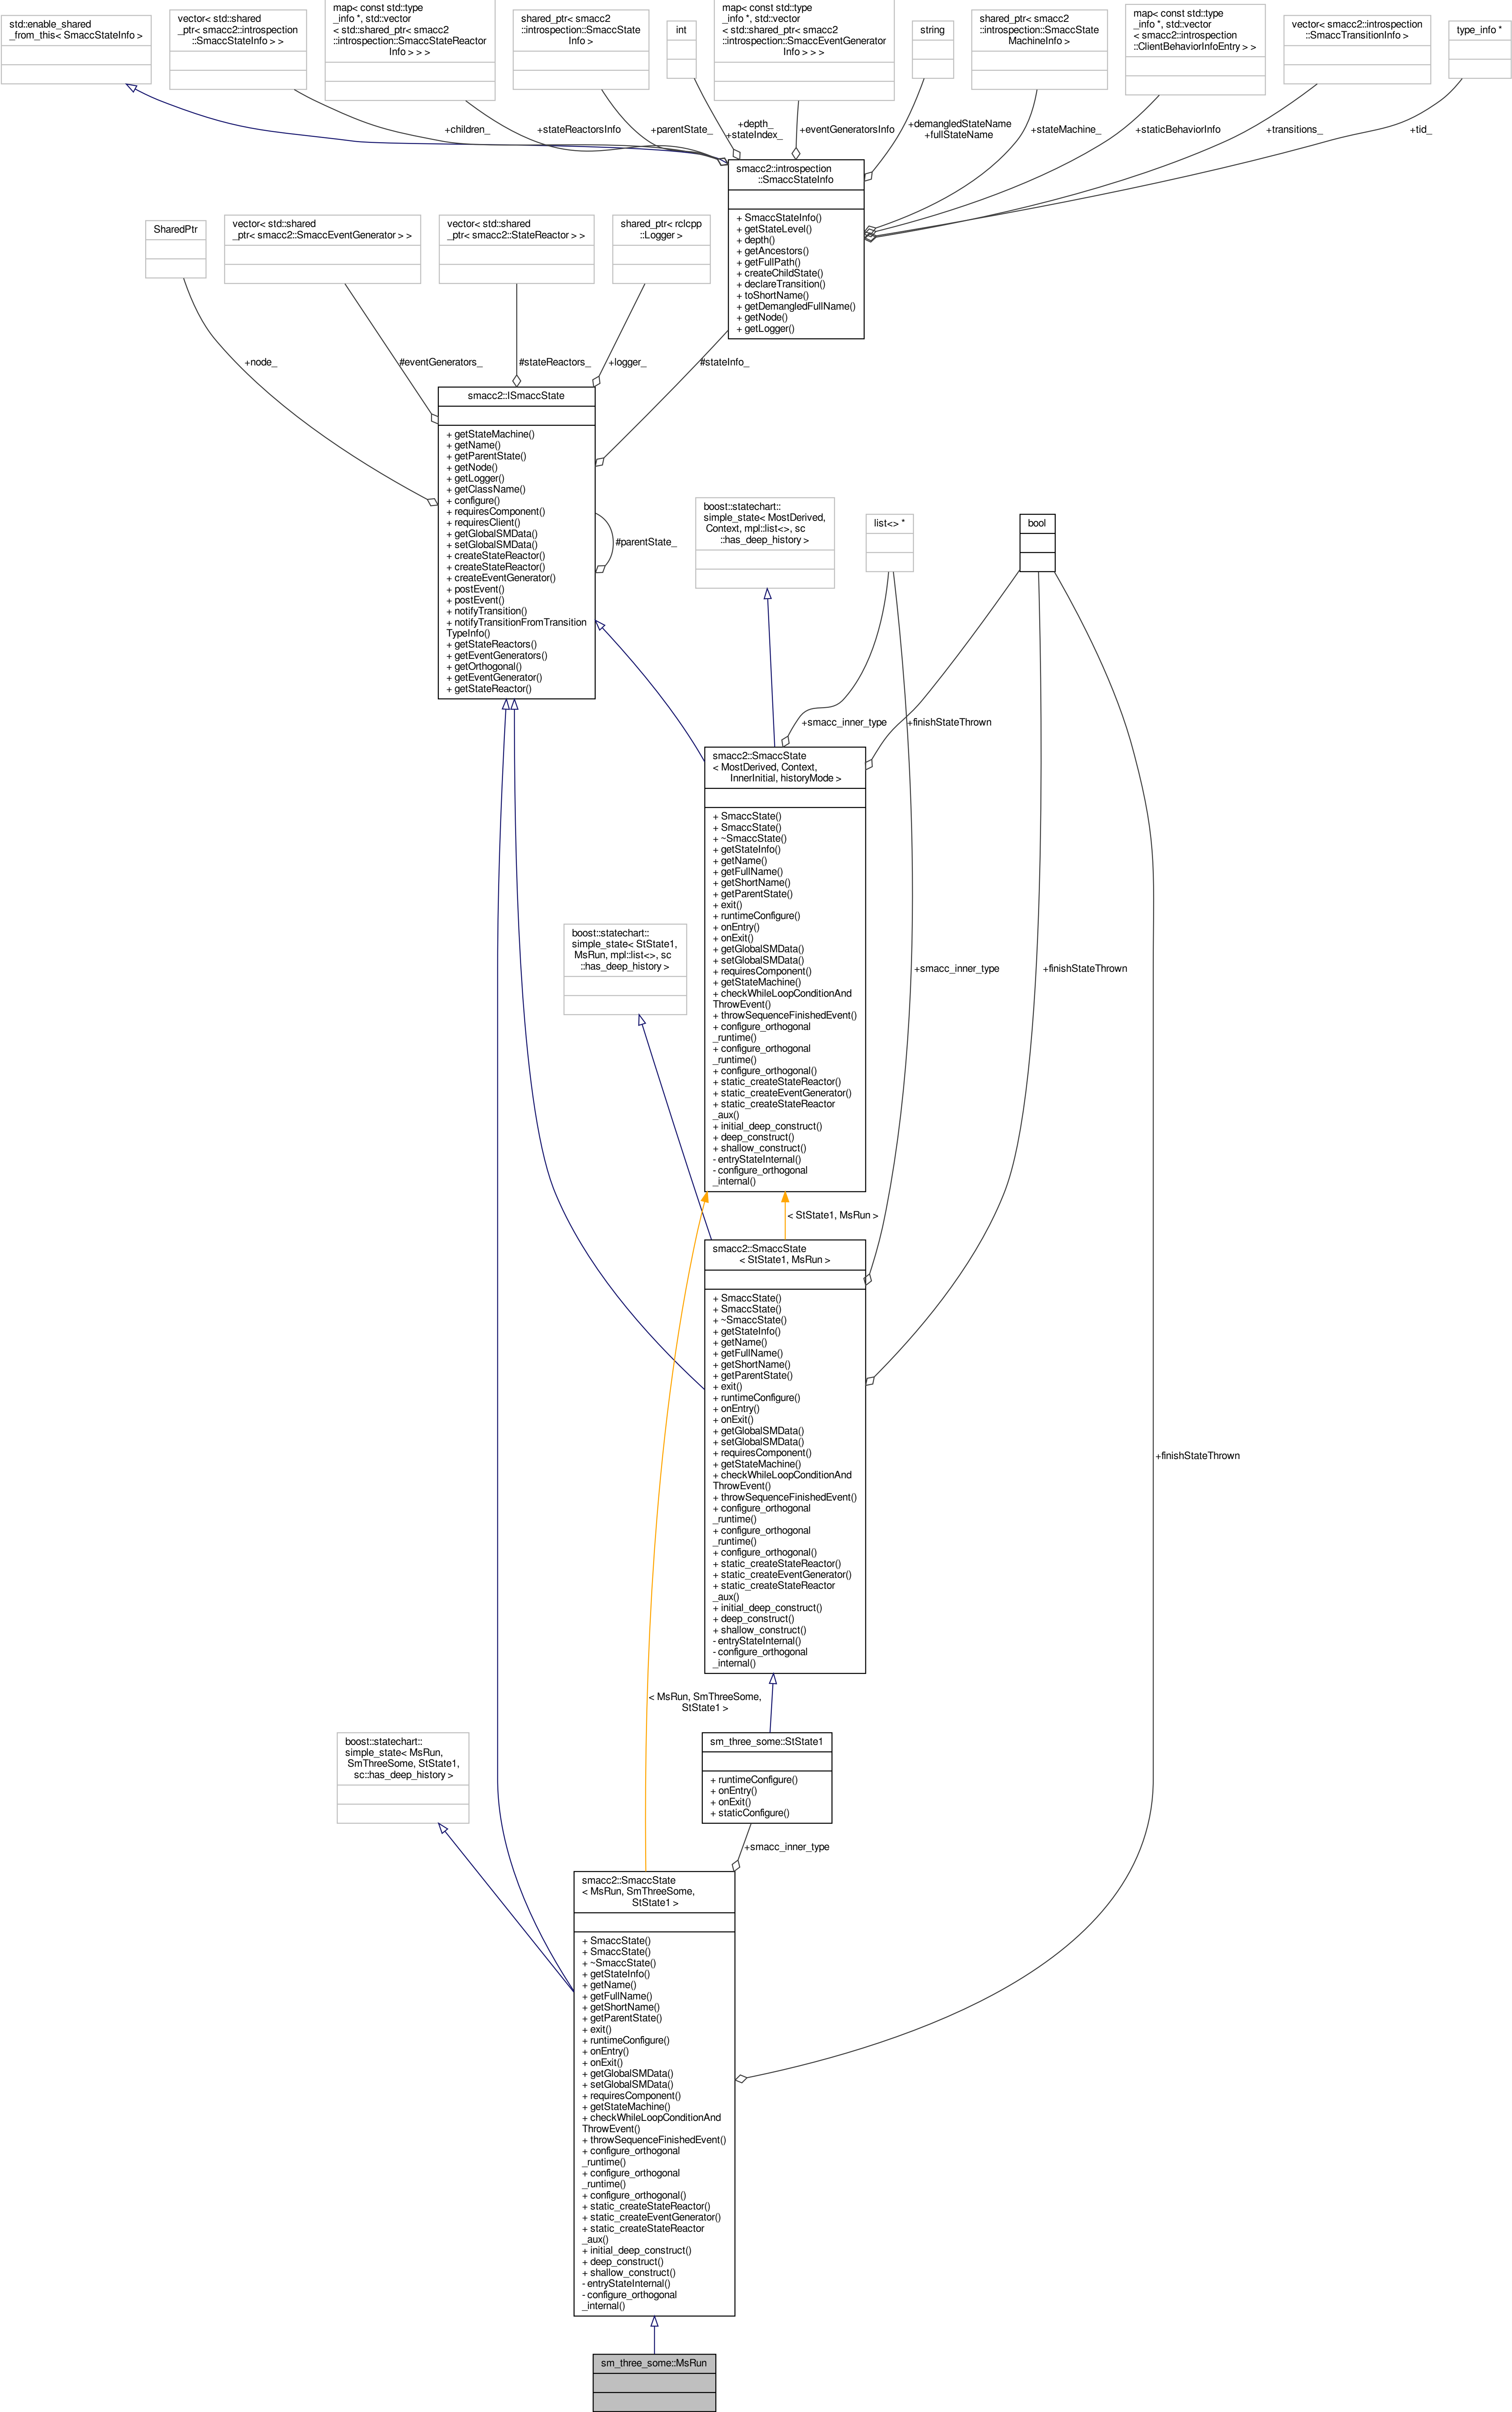 std::enable_shared
_from_this< SmaccStateInfo >
vector< std::shared
_ptr< smacc2::introspection
::SmaccStateInfo > >
map< const std::type
_info *, std::vector
< std::shared_ptr< smacc2
::introspection::SmaccStateReactor
Info > > >
shared_ptr< smacc2
::introspection::SmaccState
Info >
int
map< const std::type
_info *, std::vector
< std::shared_ptr< smacc2
::introspection::SmaccEventGenerator
Info > > >
string
shared_ptr< smacc2
::introspection::SmaccState
MachineInfo >
map< const std::type
_info *, std::vector
< smacc2::introspection
::ClientBehaviorInfoEntry > >
vector< smacc2::introspection
::SmaccTransitionInfo >
type_info *
+children_
+stateReactorsInfo
+parentState_
+depth_
+stateIndex_
+eventGeneratorsInfo
+demangledStateName
+fullStateName
+stateMachine_
+staticBehaviorInfo
+transitions_
+tid_
smacc2::introspection
::SmaccStateInfo
+ SmaccStateInfo()
+ getStateLevel()
+ depth()
+ getAncestors()
+ getFullPath()
+ createChildState()
+ declareTransition()
+ toShortName()
+ getDemangledFullName()
+ getNode()
+ getLogger()
SharedPtr
vector< std::shared
_ptr< smacc2::SmaccEventGenerator > >
vector< std::shared
_ptr< smacc2::StateReactor > >
shared_ptr< rclcpp
::Logger >
+node_
#eventGenerators_
#stateReactors_
+logger_
#stateInfo_
smacc2::ISmaccState
+ getStateMachine()
+ getName()
+ getParentState()
+ getNode()
+ getLogger()
+ getClassName()
+ configure()
+ requiresComponent()
+ requiresClient()
+ getGlobalSMData()
+ setGlobalSMData()
+ createStateReactor()
+ createStateReactor()
+ createEventGenerator()
+ postEvent()
+ postEvent()
+ notifyTransition()
+ notifyTransitionFromTransition
TypeInfo()
+ getStateReactors()
+ getEventGenerators()
+ getOrthogonal()
+ getEventGenerator()
+ getStateReactor()
#parentState_
boost::statechart::
simple_state< MostDerived,
Context, mpl::list<>, sc
::has_deep_history >
list<> *
bool
+smacc_inner_type
+finishStateThrown
smacc2::SmaccState
< MostDerived, Context,
InnerInitial, historyMode >
+ SmaccState()
+ SmaccState()
+ ~SmaccState()
+ getStateInfo()
+ getName()
+ getFullName()
+ getShortName()
+ getParentState()
+ exit()
+ runtimeConfigure()
+ onEntry()
+ onExit()
+ getGlobalSMData()
+ setGlobalSMData()
+ requiresComponent()
+ getStateMachine()
+ checkWhileLoopConditionAnd
ThrowEvent()
+ throwSequenceFinishedEvent()
+ configure_orthogonal
_runtime()
+ configure_orthogonal
_runtime()
+ configure_orthogonal()
+ static_createStateReactor()
+ static_createEventGenerator()
+ static_createStateReactor
_aux()
+ initial_deep_construct()
+ deep_construct()
+ shallow_construct()
- entryStateInternal()
- configure_orthogonal
_internal()
boost::statechart::
simple_state< StState1,
MsRun, mpl::list<>, sc
::has_deep_history >
+smacc_inner_type
+finishStateThrown
< StState1, MsRun >
smacc2::SmaccState
< StState1, MsRun >
+ SmaccState()
+ SmaccState()
+ ~SmaccState()
+ getStateInfo()
+ getName()
+ getFullName()
+ getShortName()
+ getParentState()
+ exit()
+ runtimeConfigure()
+ onEntry()
+ onExit()
+ getGlobalSMData()
+ setGlobalSMData()
+ requiresComponent()
+ getStateMachine()
+ checkWhileLoopConditionAnd
ThrowEvent()
+ throwSequenceFinishedEvent()
+ configure_orthogonal
_runtime()
+ configure_orthogonal
_runtime()
+ configure_orthogonal()
+ static_createStateReactor()
+ static_createEventGenerator()
+ static_createStateReactor
_aux()
+ initial_deep_construct()
+ deep_construct()
+ shallow_construct()
- entryStateInternal()
- configure_orthogonal
_internal()
+finishStateThrown
< MsRun, SmThreeSome,
StState1 >
boost::statechart::
simple_state< MsRun,
SmThreeSome, StState1,
sc::has_deep_history >
sm_three_some::StState1
+ runtimeConfigure()
+ onEntry()
+ onExit()
+ staticConfigure()
+smacc_inner_type
smacc2::SmaccState
< MsRun, SmThreeSome,
StState1 >
+ SmaccState()
+ SmaccState()
+ ~SmaccState()
+ getStateInfo()
+ getName()
+ getFullName()
+ getShortName()
+ getParentState()
+ exit()
+ runtimeConfigure()
+ onEntry()
+ onExit()
+ getGlobalSMData()
+ setGlobalSMData()
+ requiresComponent()
+ getStateMachine()
+ checkWhileLoopConditionAnd
ThrowEvent()
+ throwSequenceFinishedEvent()
+ configure_orthogonal
_runtime()
+ configure_orthogonal
_runtime()
+ configure_orthogonal()
+ static_createStateReactor()
+ static_createEventGenerator()
+ static_createStateReactor
_aux()
+ initial_deep_construct()
+ deep_construct()
+ shallow_construct()
- entryStateInternal()
- configure_orthogonal
_internal()
sm_three_some::MsRun